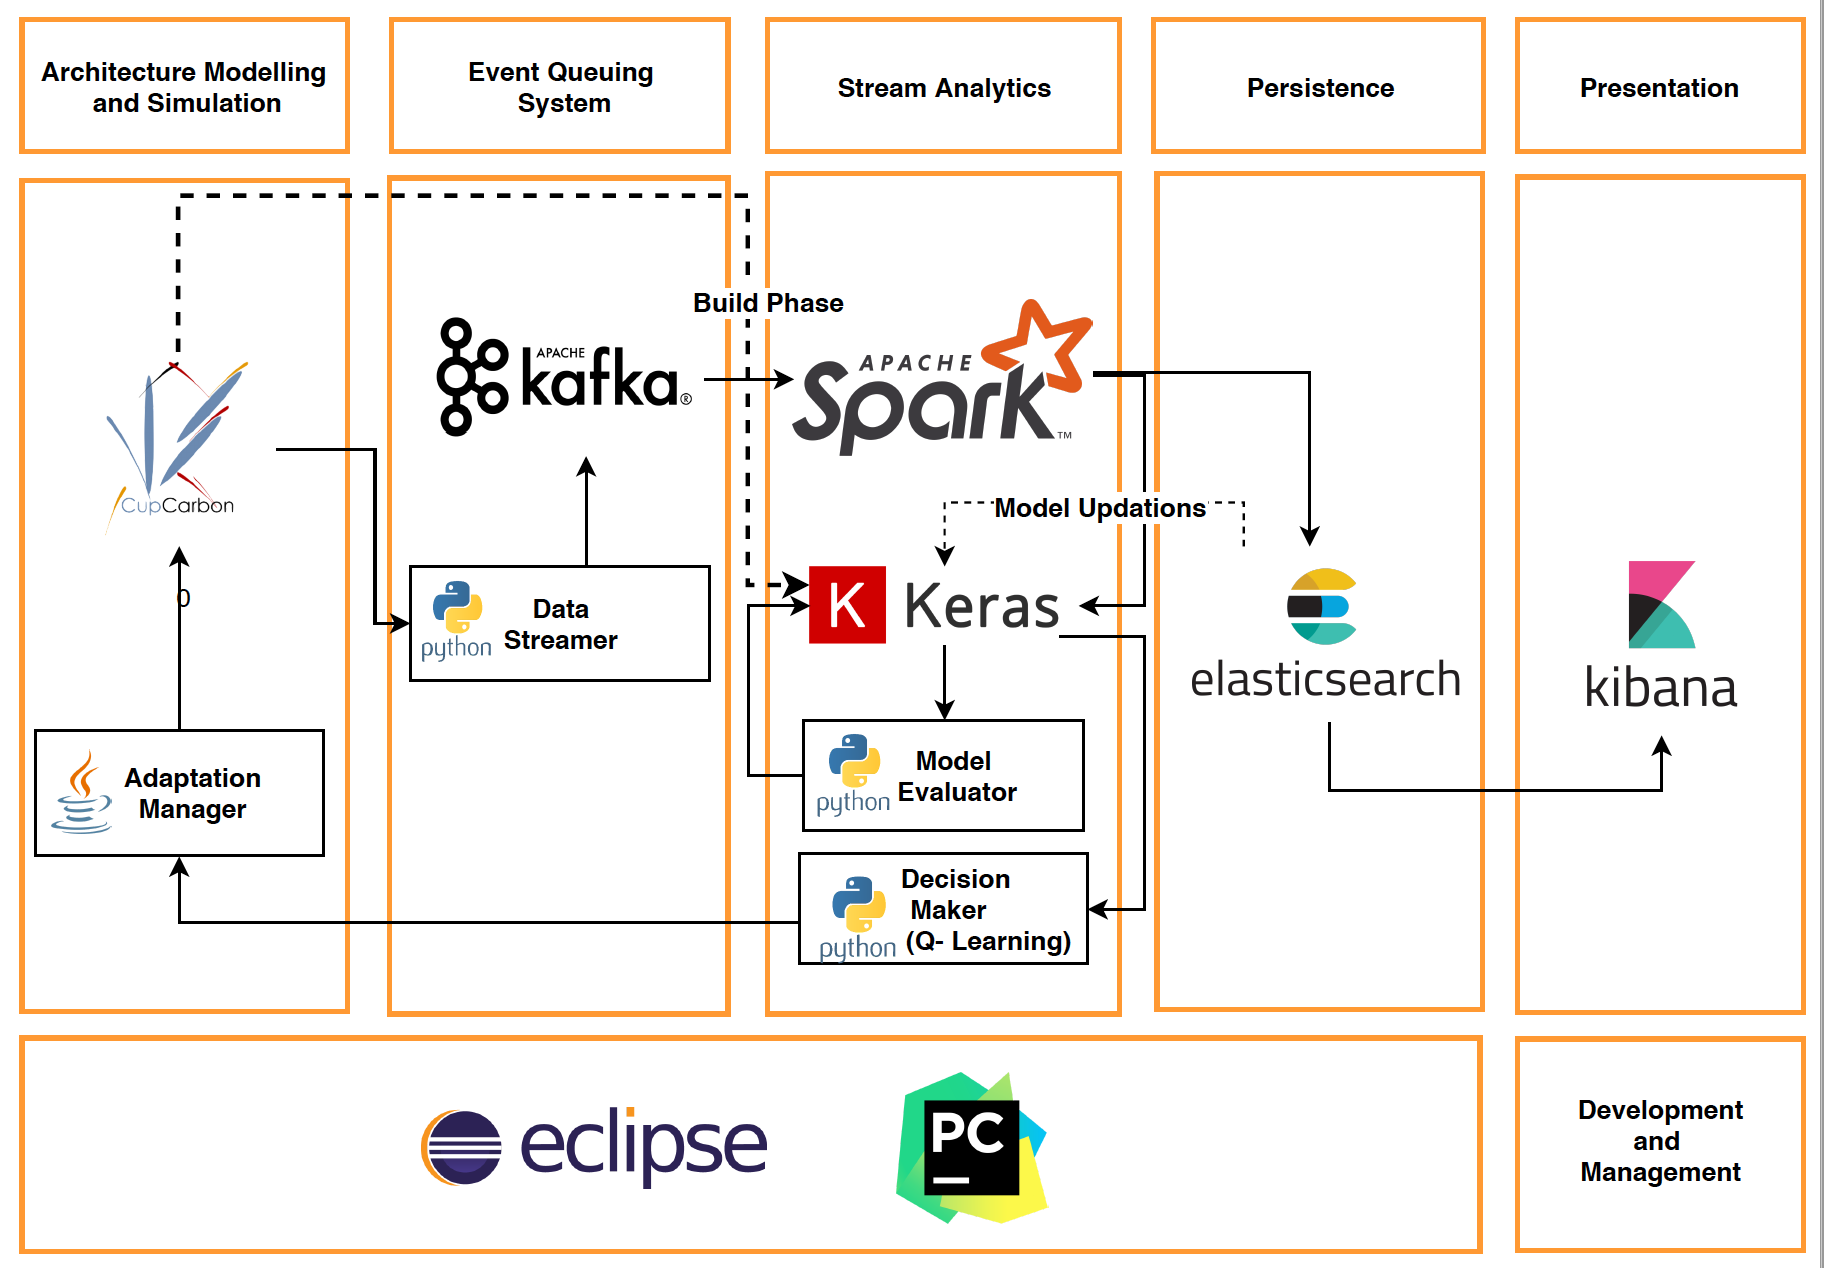 Architecture Modelling
and Simulation
Event Queuing
System
Stream Analytics
Persistence
Presentation
Build Phase
APACHE
kafka®
APACHE
Spark™
CupCarbon
Model Updations
0
python
Data
Streamer
K Keras
elasticsearch
kibana
Adaptation
Manager
python
Model
Evaluator
python
Decision
Maker
(Q- Learning)
eclipse
PC
Development
and
Management